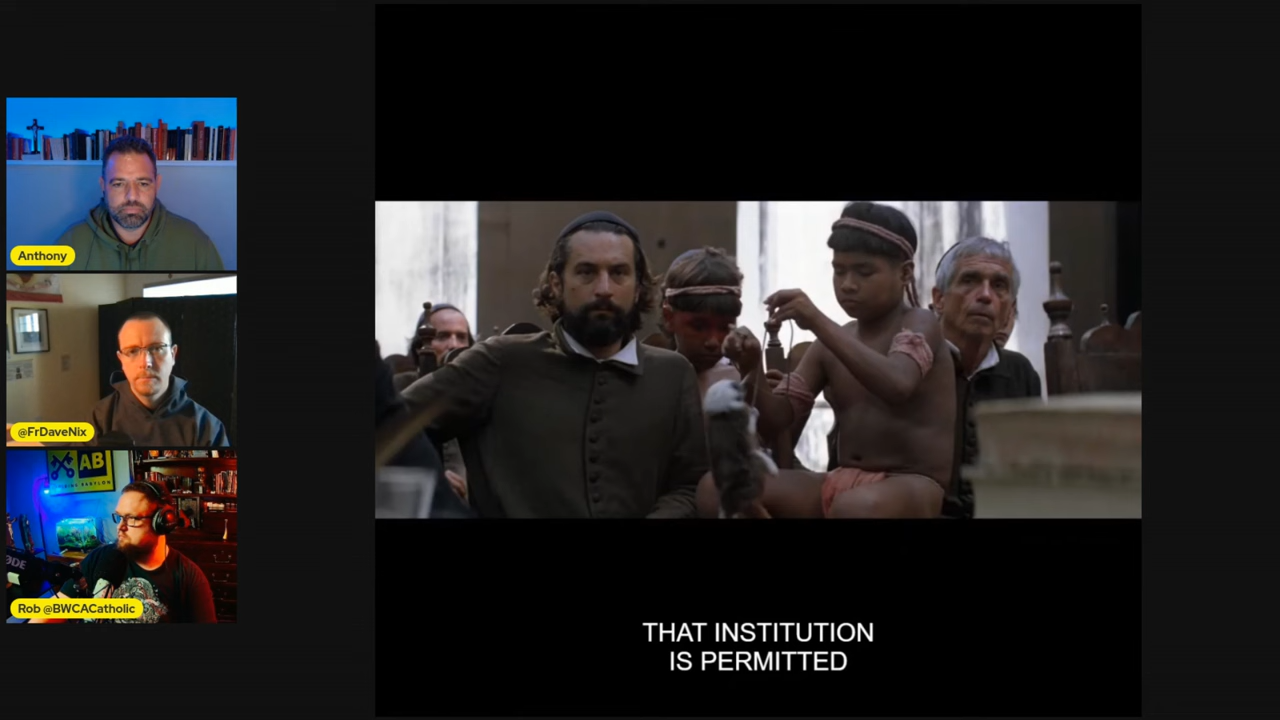 Anthony
@FrDaveNix
AB
Rob @BWCACatholic
THAT INSTITUTION
IS PERMITTED